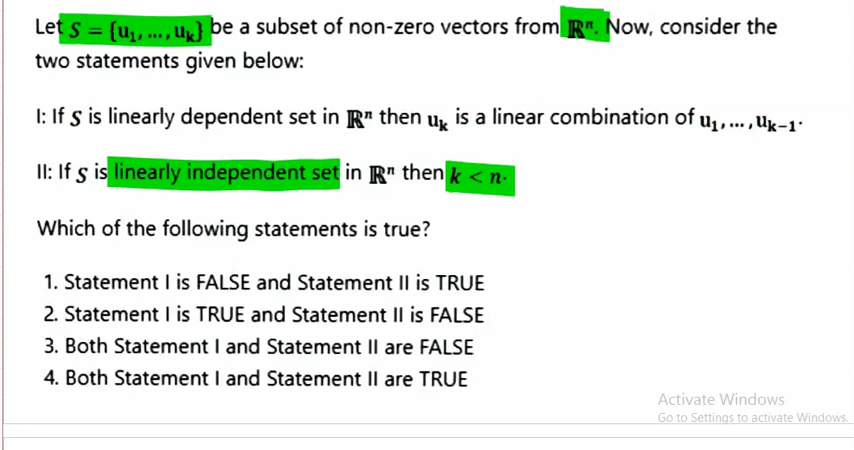 Let S = {u₁, ..., uₖ} be a subset of non-zero vectors from ℝⁿ. Now, consider the
two statements given below:
I: If S is linearly dependent set in ℝⁿ then uₖ is a linear combination of u₁, ..., uₖ₋₁.
II: If S is linearly independent set in ℝⁿ then k < n.
Which of the following statements is true?
1. Statement I is FALSE and Statement II is TRUE
2. Statement I is TRUE and Statement II is FALSE
3. Both Statement I and Statement II are FALSE
4. Both Statement I and Statement II are TRUE
Activate Windows
Go to Settings to activate Windows.